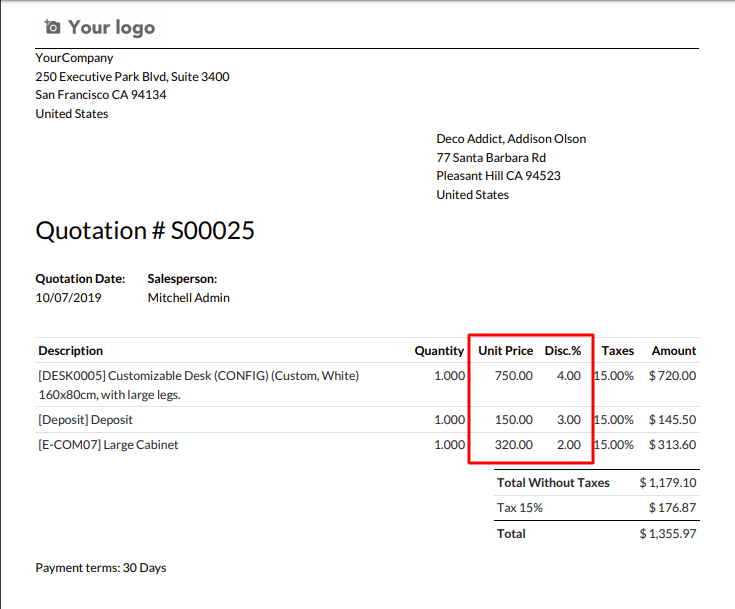 Your logo
YourCompany
250 Executive Park Blvd, Suite 3400
San Francisco CA 94134
United States
Deco Addict, Addison Olson
77 Santa Barbara Rd
Pleasant Hill CA 94523
United States
Quotation # S00025
Quotation Date: Salesperson:
10/07/2019 Mitchell Admin
Description Quantity Unit Price Disc.% Taxes Amount
[DESK0005] Customizable Desk (CONFIG) (Custom, White) 1.000 750.00 4.00 15.00% $ 720.00
160x80cm, with large legs.
[Deposit] Deposit 1.000 150.00 3.00 15.00% $ 145.50
[E-COM07] Large Cabinet 1.000 320.00 2.00 15.00% $ 313.60
Total Without Taxes $ 1,179.10
Tax 15% $ 176.87
Total $ 1,355.97
Payment terms: 30 Days